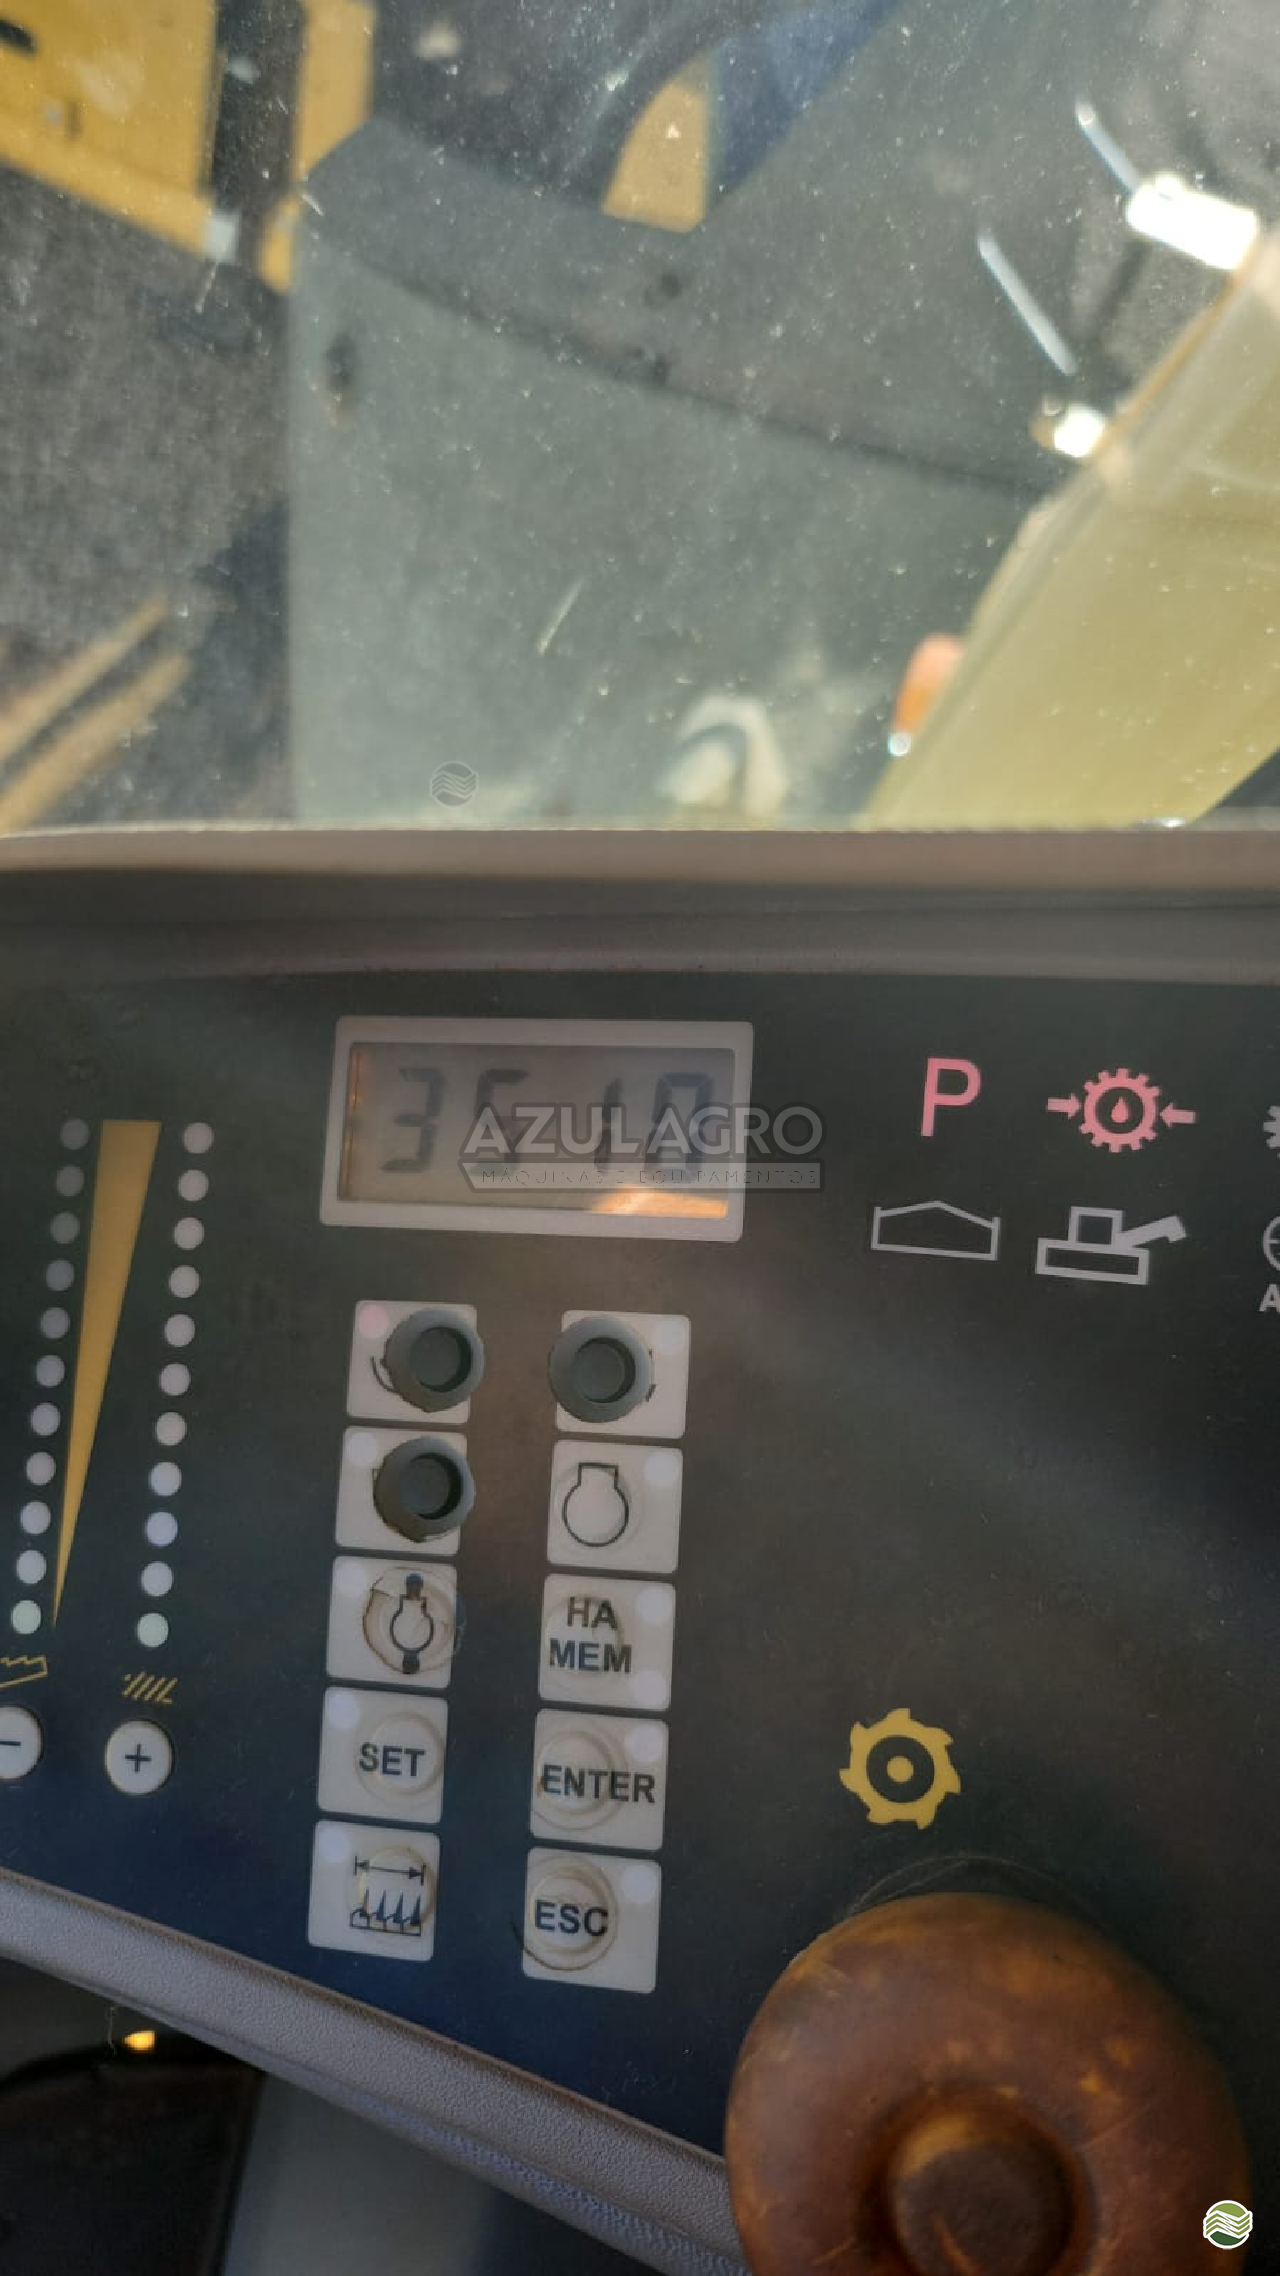 P
AZULAGRO
MÁQUINAS E EQUIPAMENTOS
A
HA
MEM
SET
ENTER
ESC